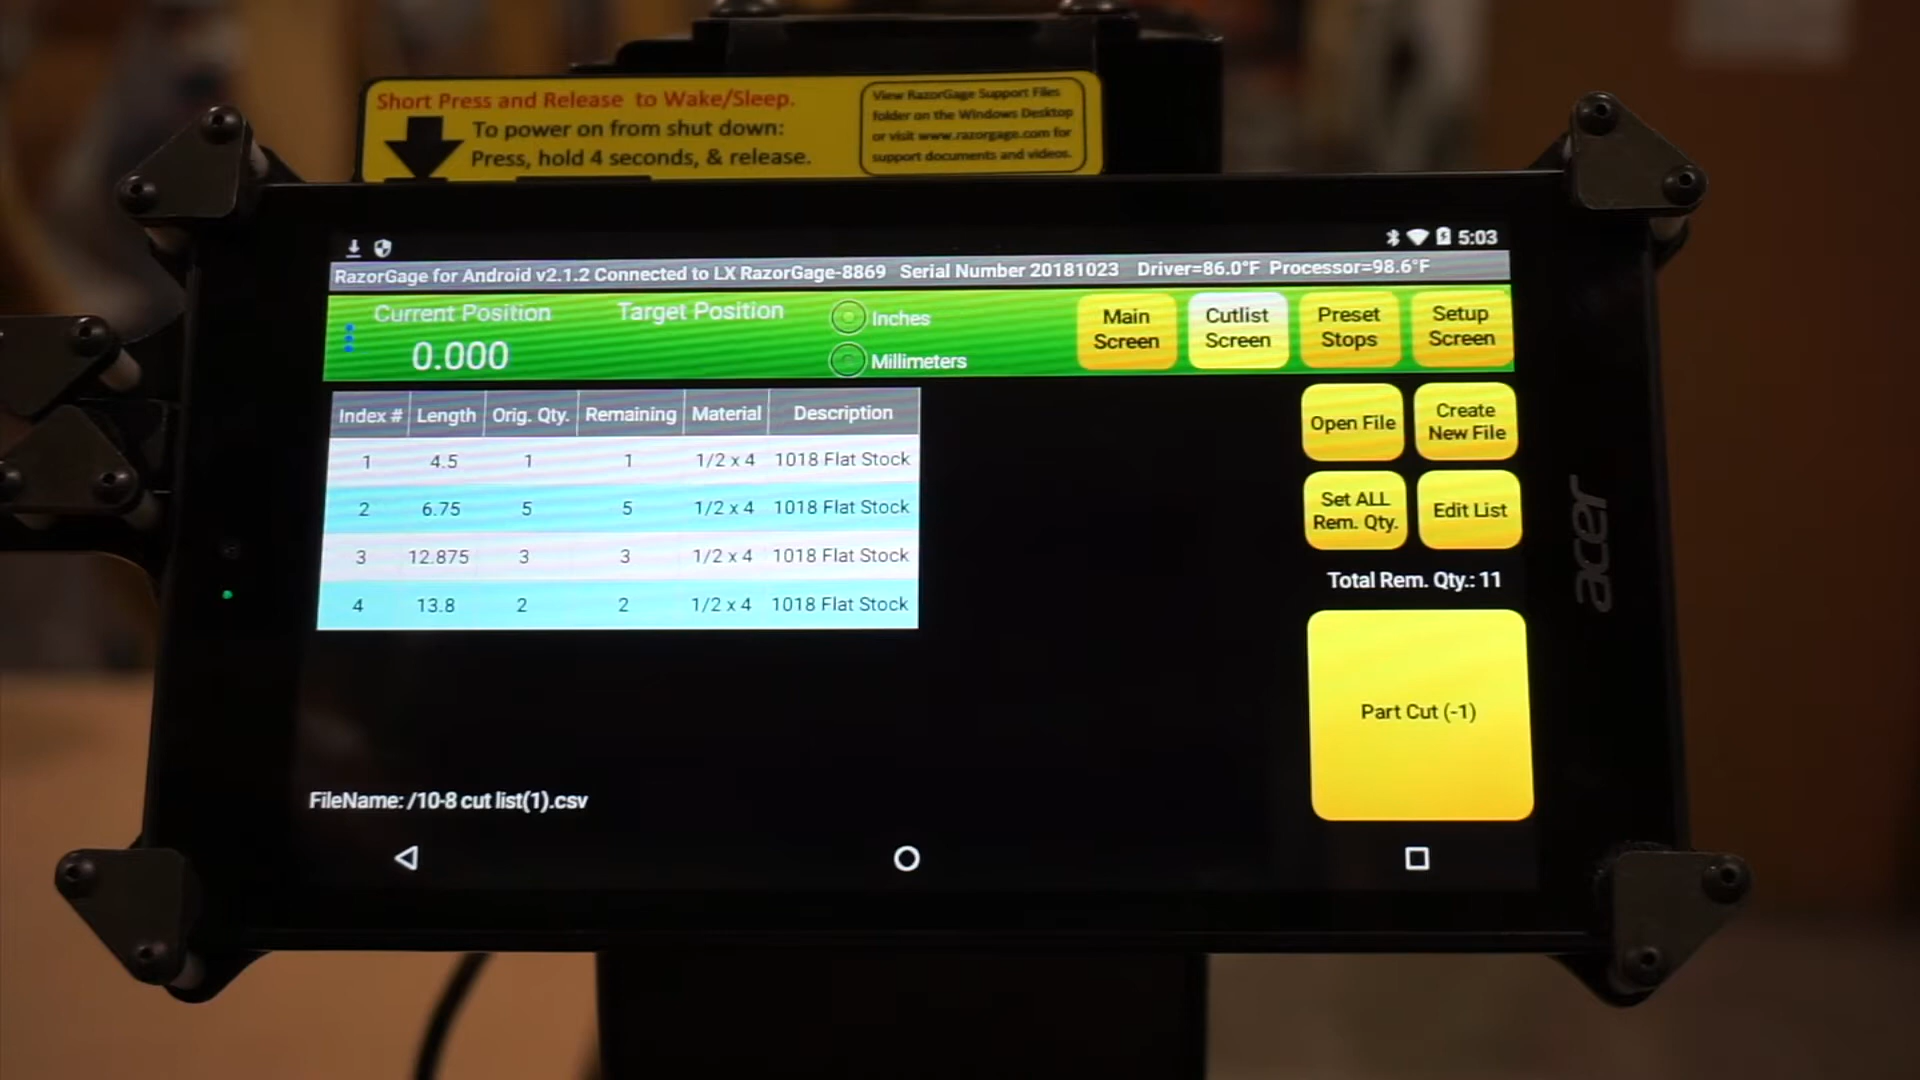 Short Press and Release to Wake/Sleep.
To power on from shut down:
Press, hold 4 seconds, & release.
View RazorGage Support Files
folder on the Windows Desktop
or visit www.razorgage.com for
support documents and videos.
5:03
RazorGage for Android v2.1.2 Connected to LX RazorGage-8869 Serial Number 20181023 Driver=86.0°F Processor=98.6°F
Current Position
0.000
Target Position
Inches
Millimeters
Main
Screen
Cutlist
Screen
Preset
Stops
Setup
Screen
Index # Length Orig. Qty. Remaining Material Description
1 4.5 1 1 1/2 x 4 1018 Flat Stock
2 6.75 5 5 1/2 x 4 1018 Flat Stock
3 12.875 3 3 1/2 x 4 1018 Flat Stock
4 13.8 2 2 1/2 x 4 1018 Flat Stock
Open File
Create
New File
Set ALL
Rem. Qty.
Edit List
Total Rem. Qty.: 11
Part Cut (-1)
FileName: /10-8 cut list(1).csv
acer